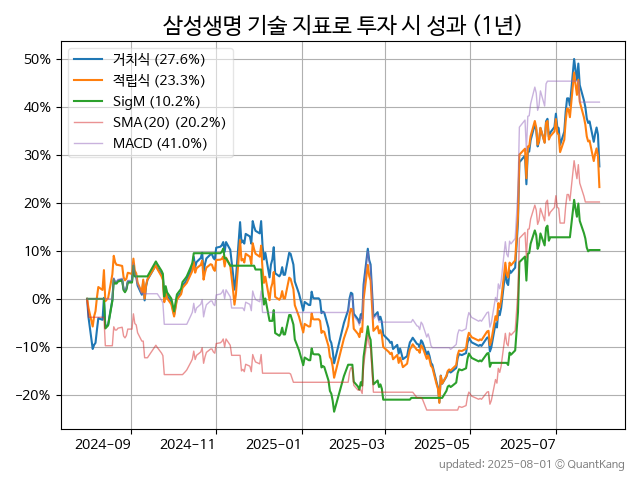 삼성생명 기술 지표로 투자 시 성과 (1년)
거치식 (27.6%)
적립식 (23.3%)
SigM (10.2%)
SMA(20) (20.2%)
MACD (41.0%)
50%
40%
30%
20%
10%
0%
−10%
−20%
2024-09
2024-11
2025-01
2025-03
2025-05
2025-07
updated: 2025-08-01 © QuantKang